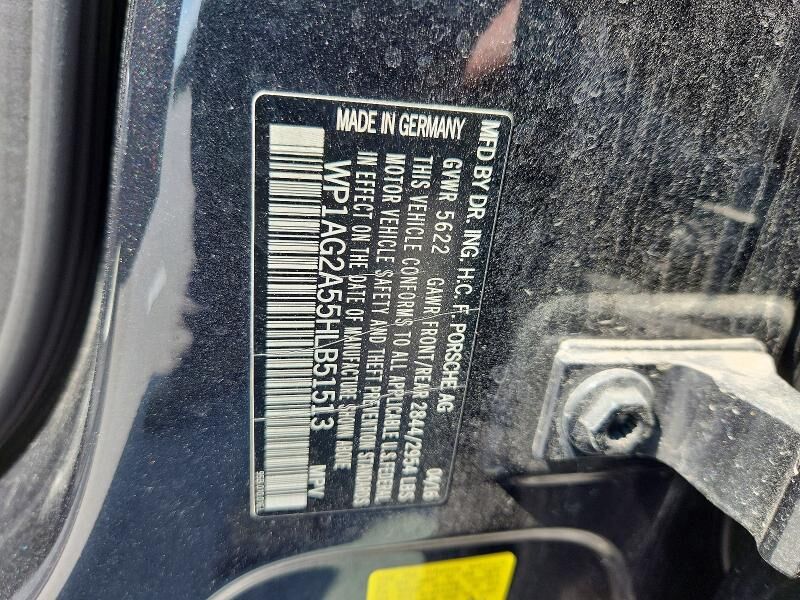 MFD BY DR. ING. H.C. F. PORSCHE AG 04/16
GVWR 5622 GAWR FRONT/REAR 2844/2954 LBS
THIS VEHICLE CONFORMS TO ALL APPLICABLE U.S. FEDERAL
MOTOR VEHICLE SAFETY AND THEFT PREVENTION STANDARDS
IN EFFECT ON THE DATE OF MANUFACTURE SHOWN ABOVE
WP1AG2A55HLB51513 MPV
MADE IN GERMANY